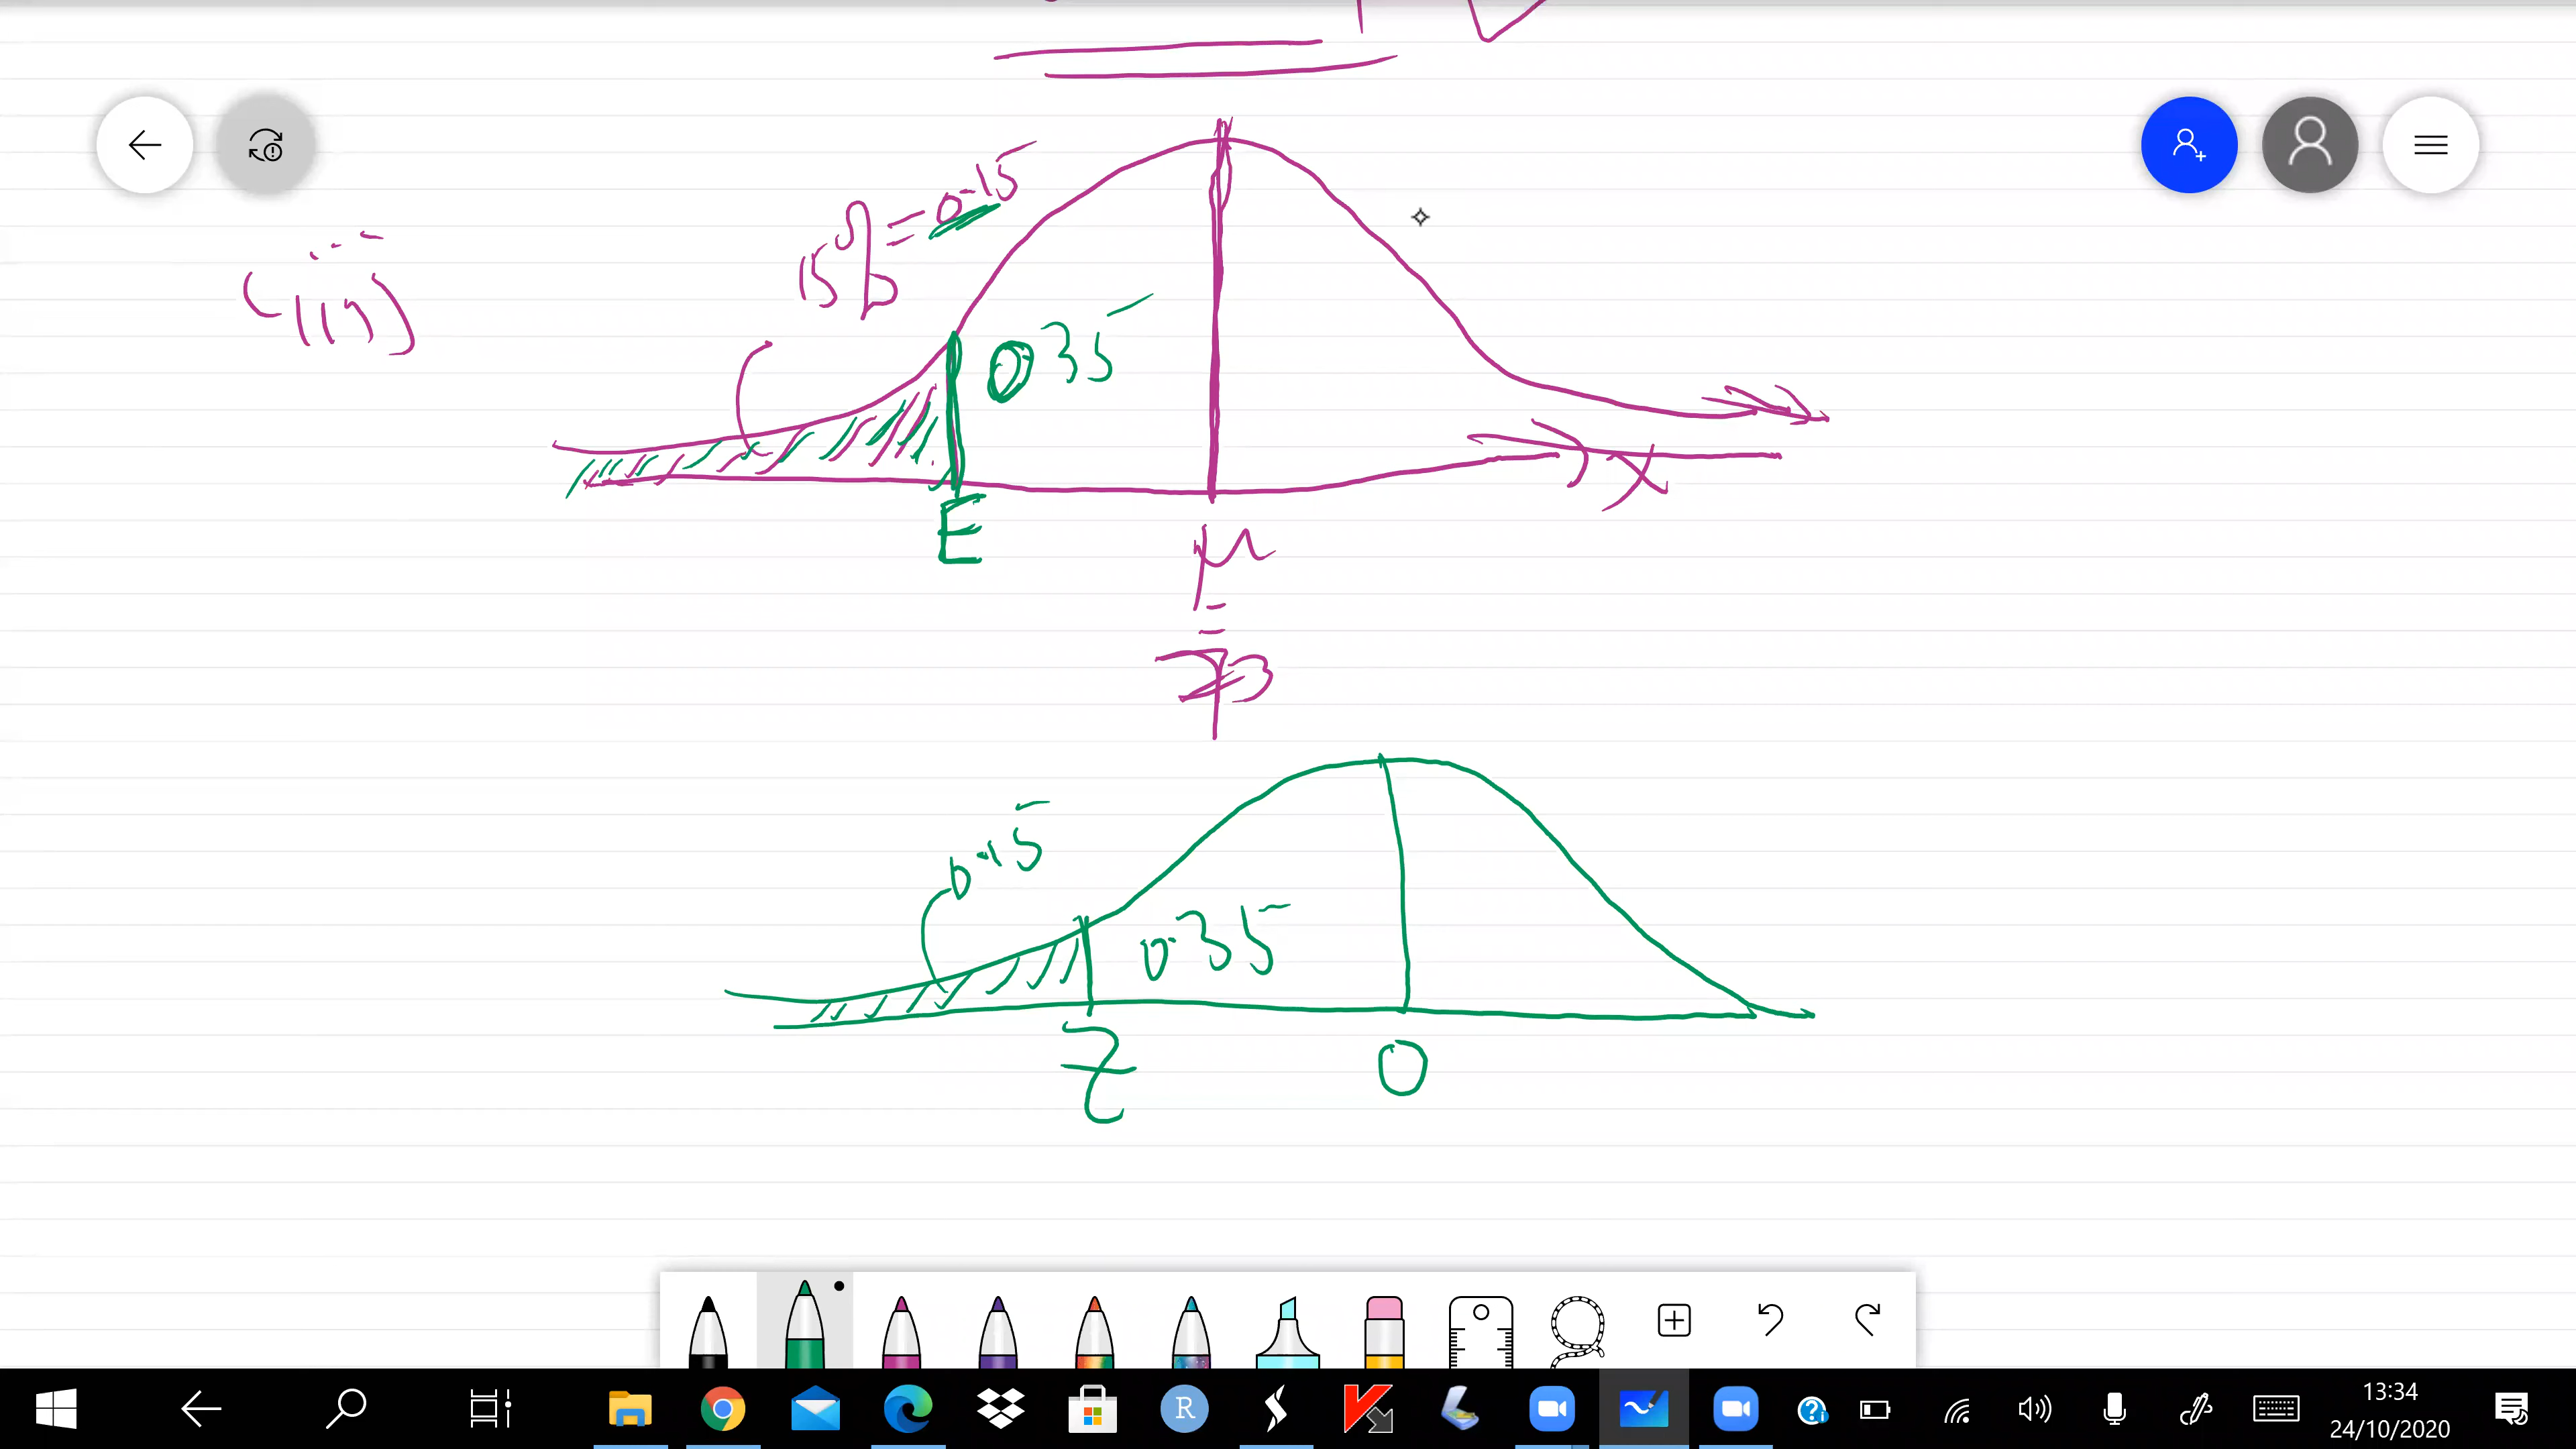 (iii)
15% = 0.15
0.35
X
E
μ
=
73
0.15
0.35
Z
0
R
13:34
24/10/2020